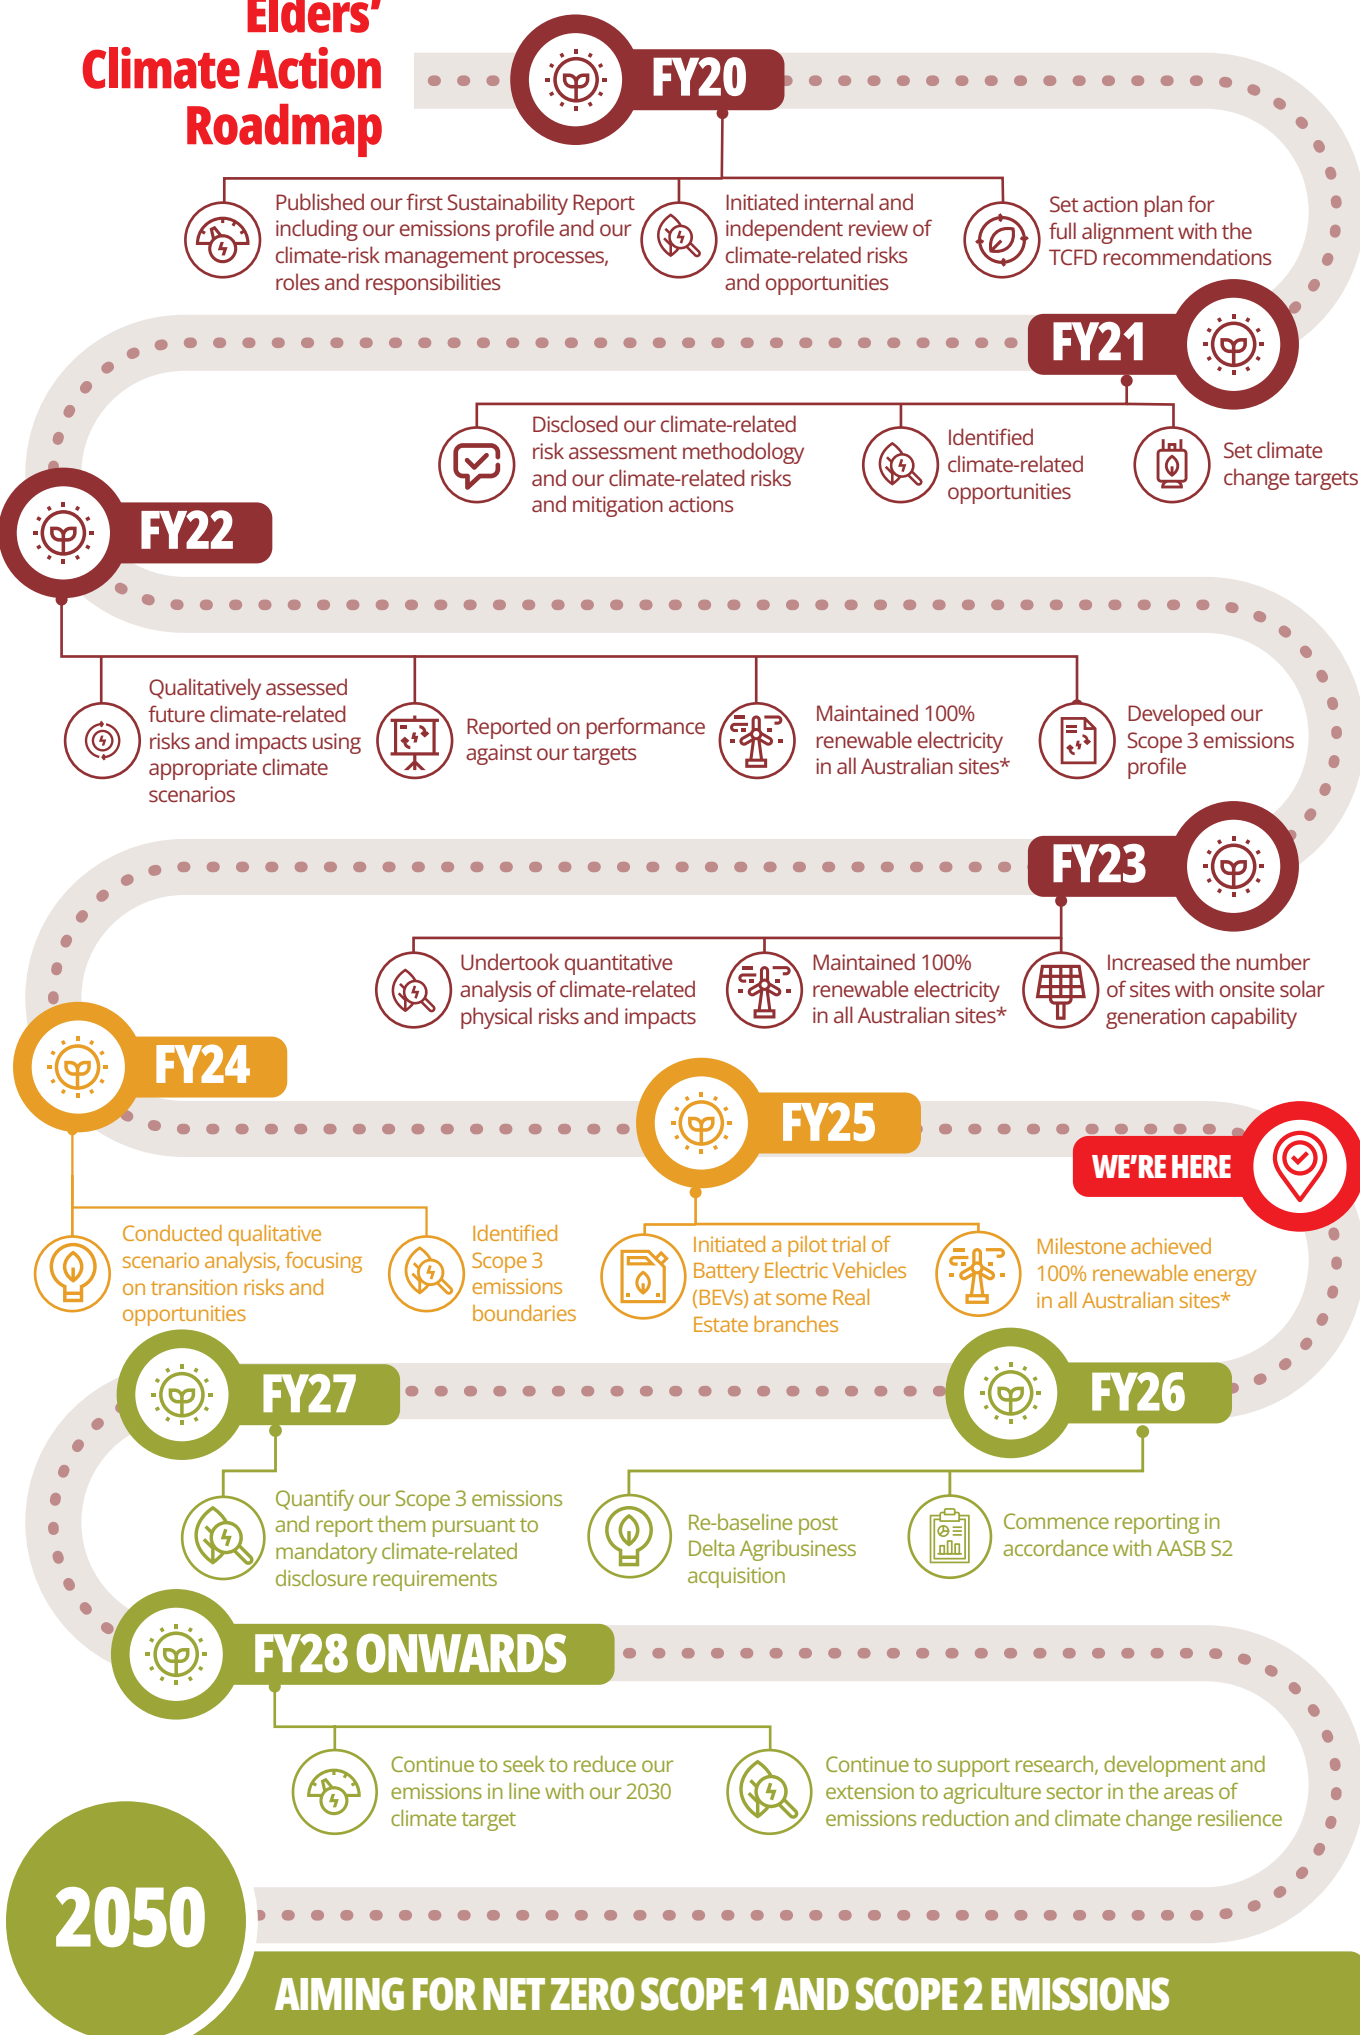 Elders'
Climate Action
Roadmap
FY20
Published our first Sustainability Report
including our emissions profile and our
climate-risk management processes,
roles and responsibilities
Initiated internal and
independent review of
climate-related risks
and opportunities
Set action plan for
full alignment with the
TCFD recommendations
FY21
Disclosed our climate-related
risk assessment methodology
and our climate-related risks
and mitigation actions
Identified
climate-related
opportunities
Set climate
change targets
FY22
Qualitatively assessed
future climate-related
risks and impacts using
appropriate climate
scenarios
Reported on performance
against our targets
Maintained 100%
renewable electricity
in all Australian sites*
Developed our
Scope 3 emissions
profile
FY23
Undertook quantitative
analysis of climate-related
physical risks and impacts
Maintained 100%
renewable electricity
in all Australian sites*
Increased the number
of sites with onsite solar
generation capability
FY24
Conducted qualitative
scenario analysis, focusing
on transition risks and
opportunities
Identified
Scope 3
emissions
boundaries
FY25
Initiated a pilot trial of
Battery Electric Vehicles
(BEVs) at some Real
Estate branches
Milestone achieved
100% renewable energy
in all Australian sites*
WE'RE HERE
FY26
Re-baseline post
Delta Agribusiness
acquisition
Commence reporting in
accordance with AASB S2
FY27
Quantify our Scope 3 emissions
and report them pursuant to
mandatory climate-related
disclosure requirements
FY28 ONWARDS
Continue to seek to reduce our
emissions in line with our 2030
climate target
Continue to support research, development and
extension to agriculture sector in the areas of
emissions reduction and climate change resilience
2050
AIMING FOR NET ZERO SCOPE 1 AND SCOPE 2 EMISSIONS